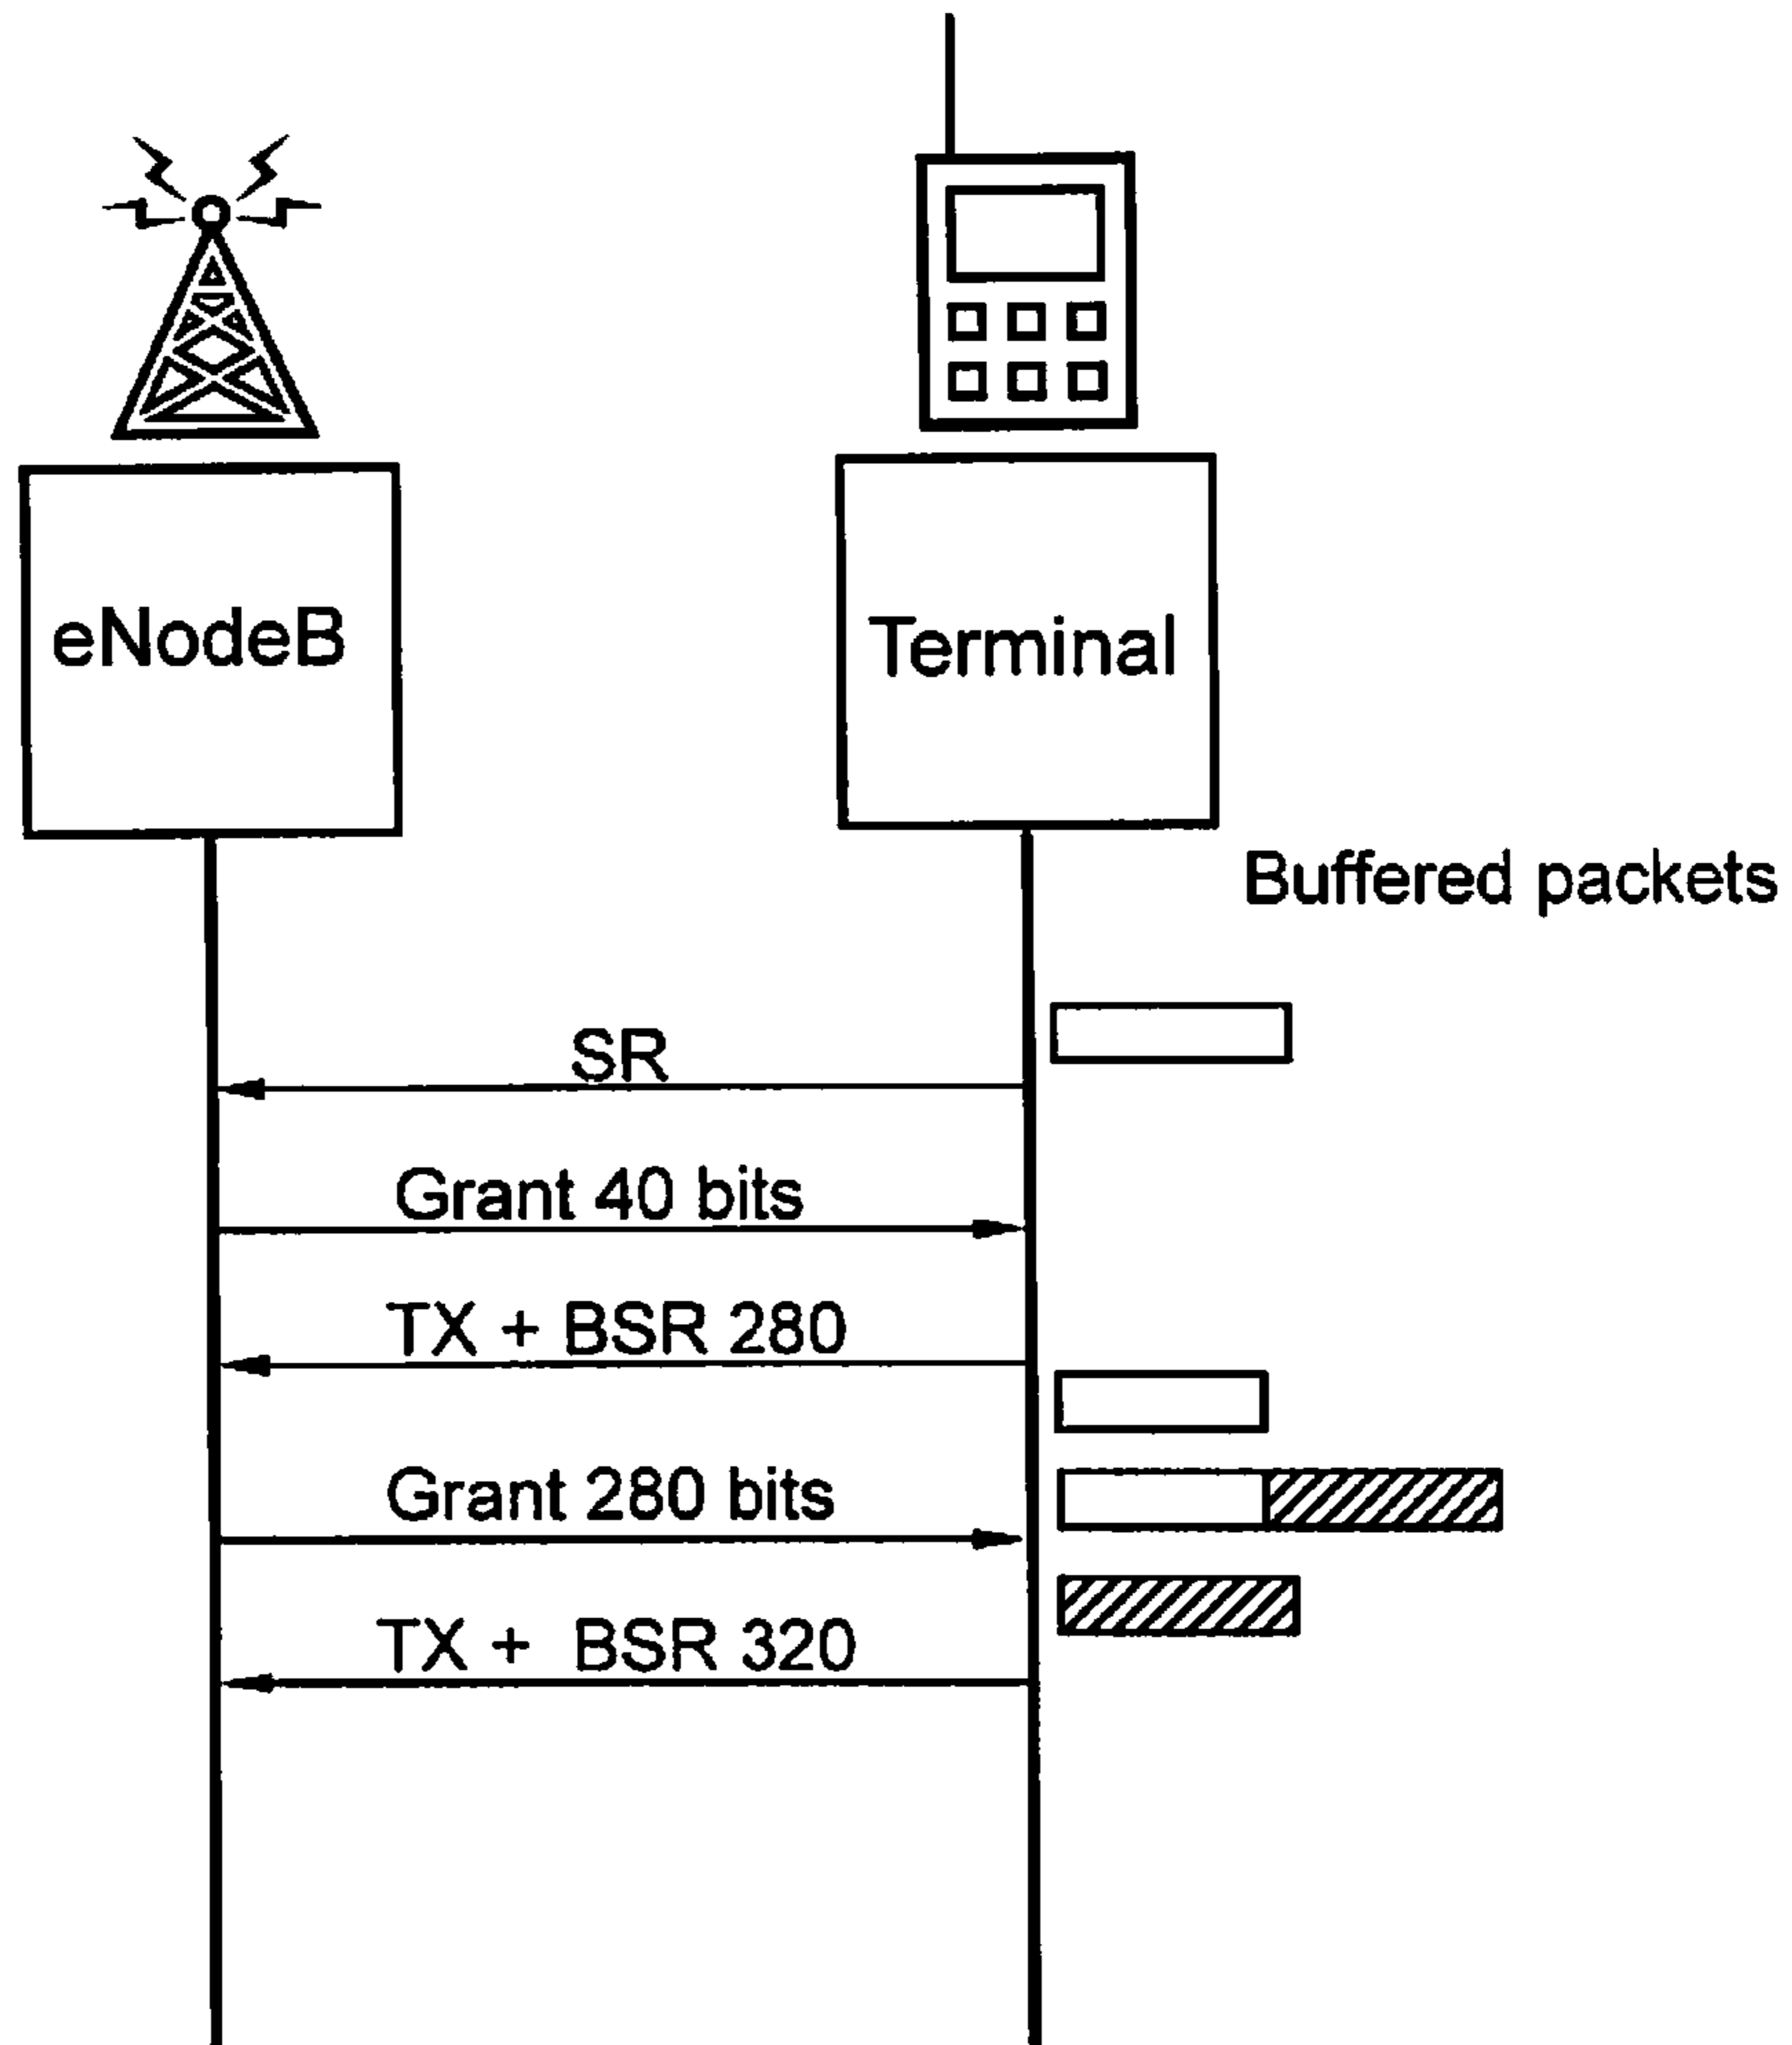 eNodeB
Terminal
Buffered packets
SR
Grant 40 bits
TX + BSR 280
Grant 280 bits
TX + BSR 320